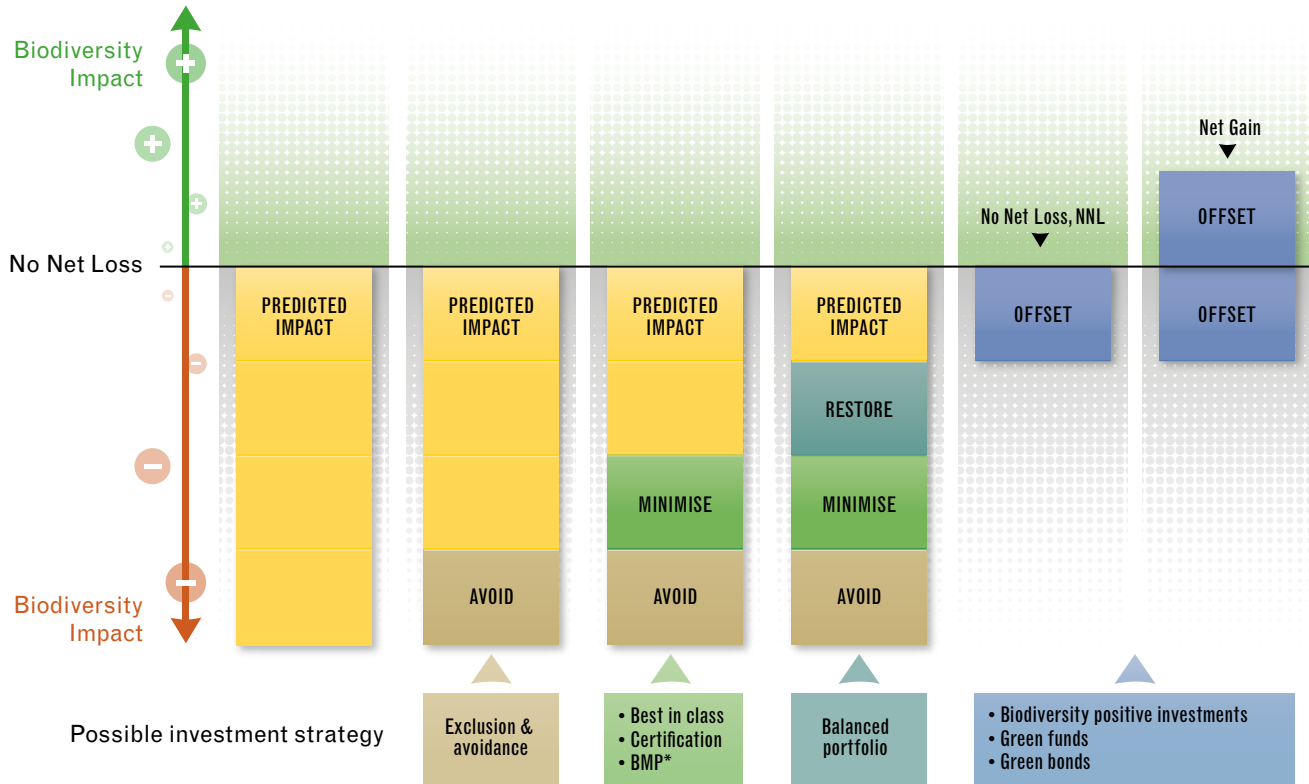 Biodiversity
Impact
Net Gain
No Net Loss, NNL
OFFSET
No Net Loss
PREDICTED
IMPACT
PREDICTED
IMPACT
PREDICTED
IMPACT
PREDICTED
IMPACT
OFFSET
OFFSET
RESTORE
MINIMISE
MINIMISE
AVOID
AVOID
AVOID
Biodiversity
Impact
Possible investment strategy
Exclusion &
avoidance
• Best in class
• Certification
• BMP*
Balanced
portfolio
• Biodiversity positive investments
• Green funds
• Green bonds